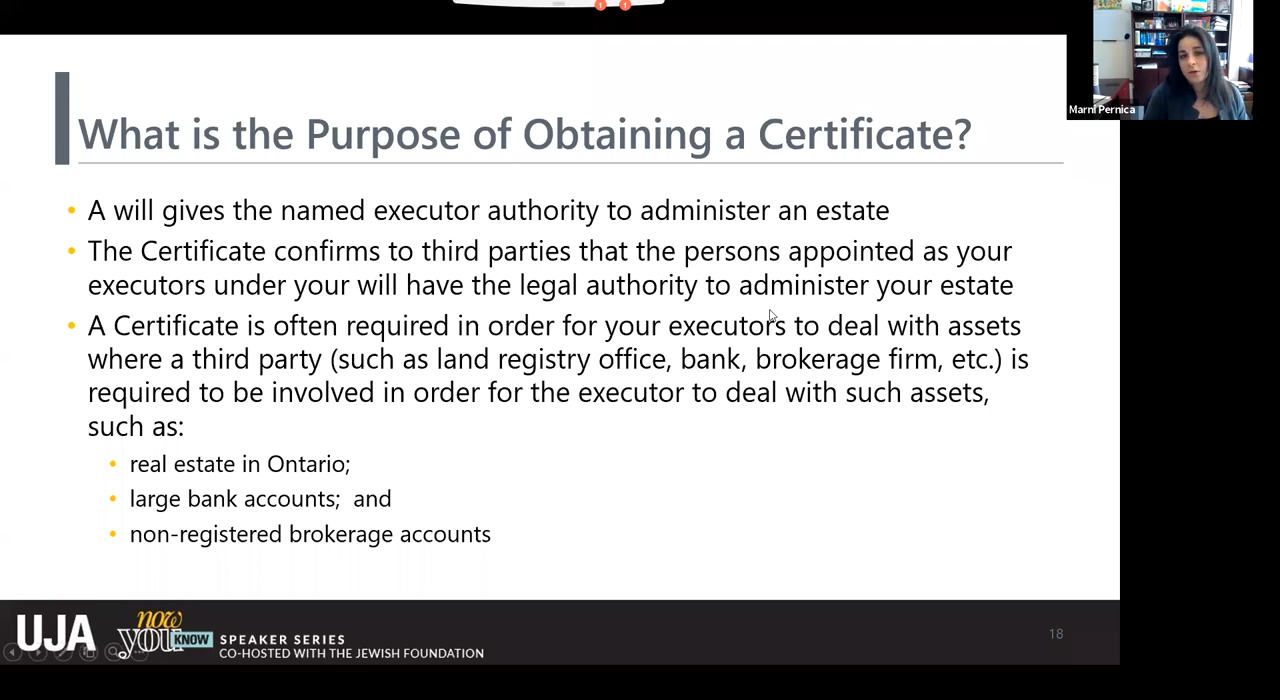 Marni Pernica
What is the Purpose of Obtaining a Certificate?
• A will gives the named executor authority to administer an estate
• The Certificate confirms to third parties that the persons appointed as your
executors under your will have the legal authority to administer your estate
• A Certificate is often required in order for your executors to deal with assets
where a third party (such as land registry office, bank, brokerage firm, etc.) is
required to be involved in order for the executor to deal with such assets,
such as:
• real estate in Ontario;
• large bank accounts;  and
• non-registered brokerage accounts
UJA
now
you KNOW
SPEAKER SERIES
CO-HOSTED WITH THE JEWISH FOUNDATION
18